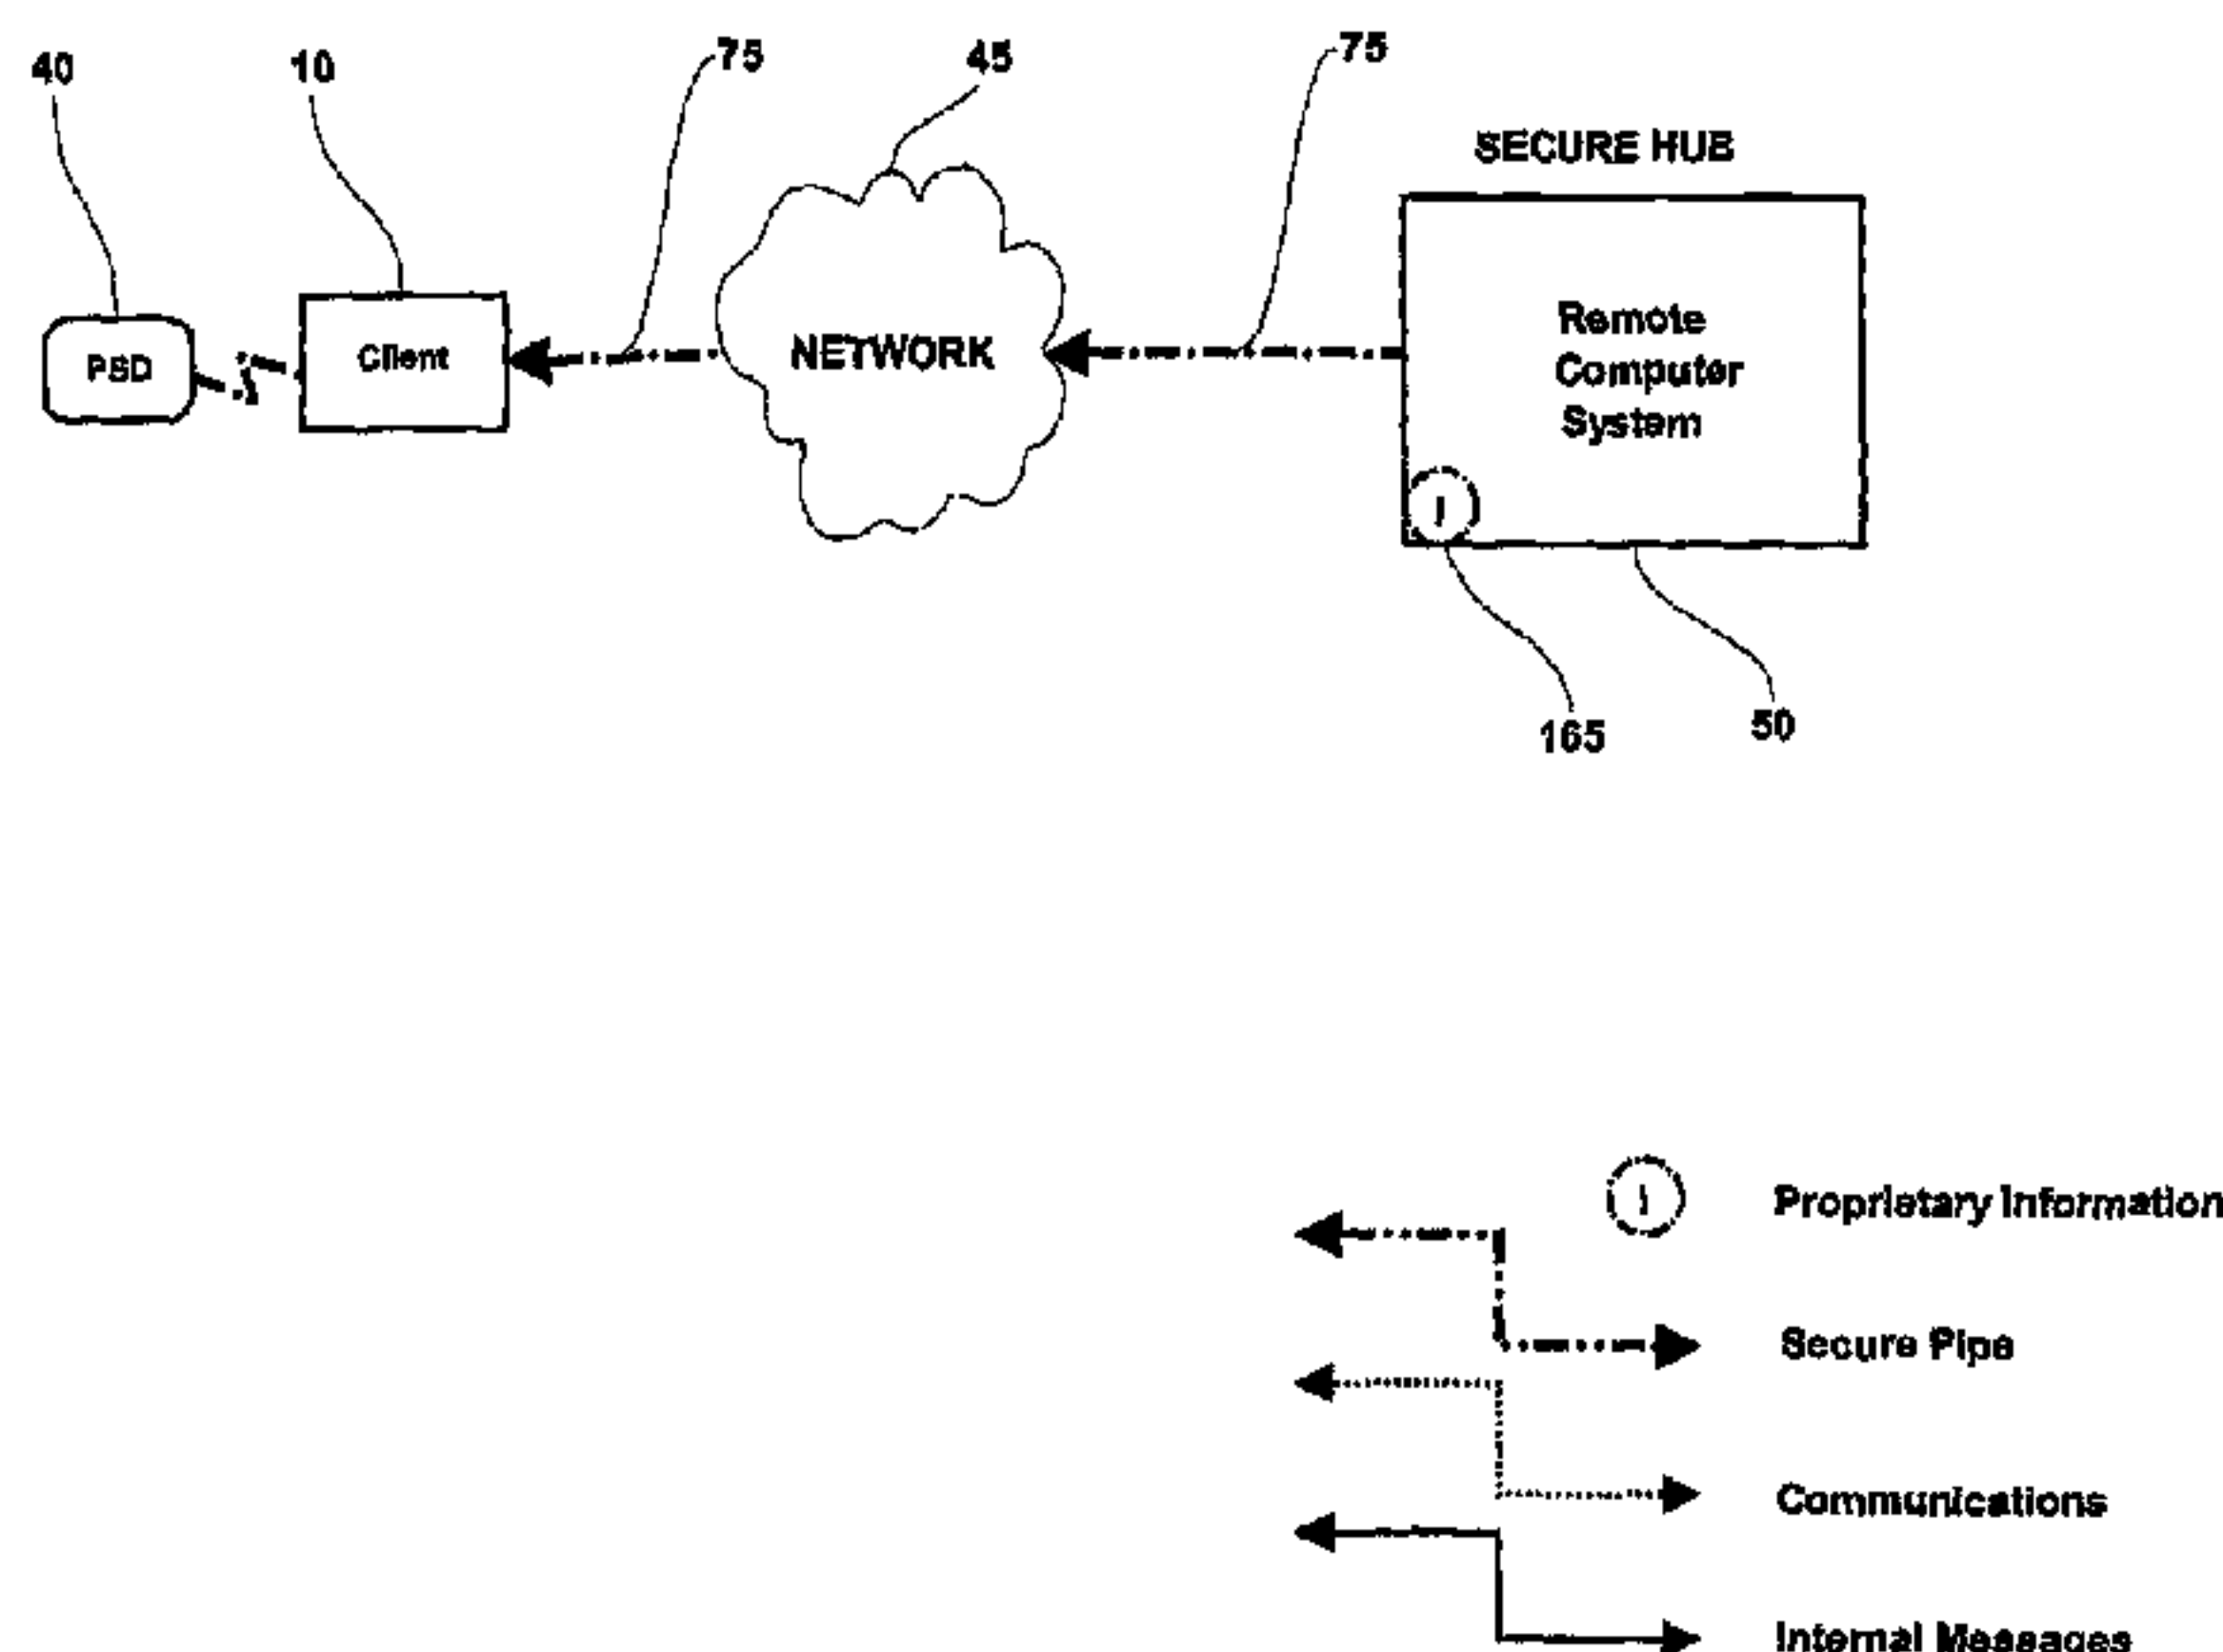 40
10
75
45
75
SECURE HUB
PSD
Client
NETWORK
Remote
Computer
System
I
165
50
I
Proprietary Information
Secure Pipe
Communications
Internal Messages